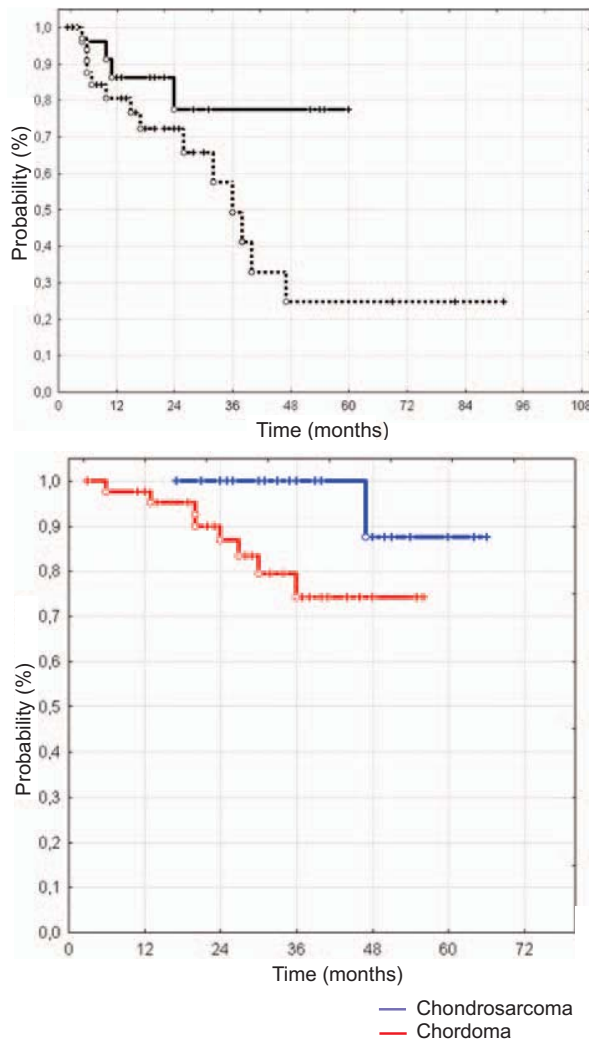 Probability (%)
1,0
0,9
0,8
0,7
0,6
0,5
0,4
0,3
0,2
0,1
0,0
0 12 24 36 48 60 72 84 96 108
Time (months)
Probability (%)
1,0
0,9
0,8
0,7
0,6
0,5
0,4
0,3
0,2
0,1
0,0
0 12 24 36 48 60 72
Time (months)
Chondrosarcoma
Chordoma